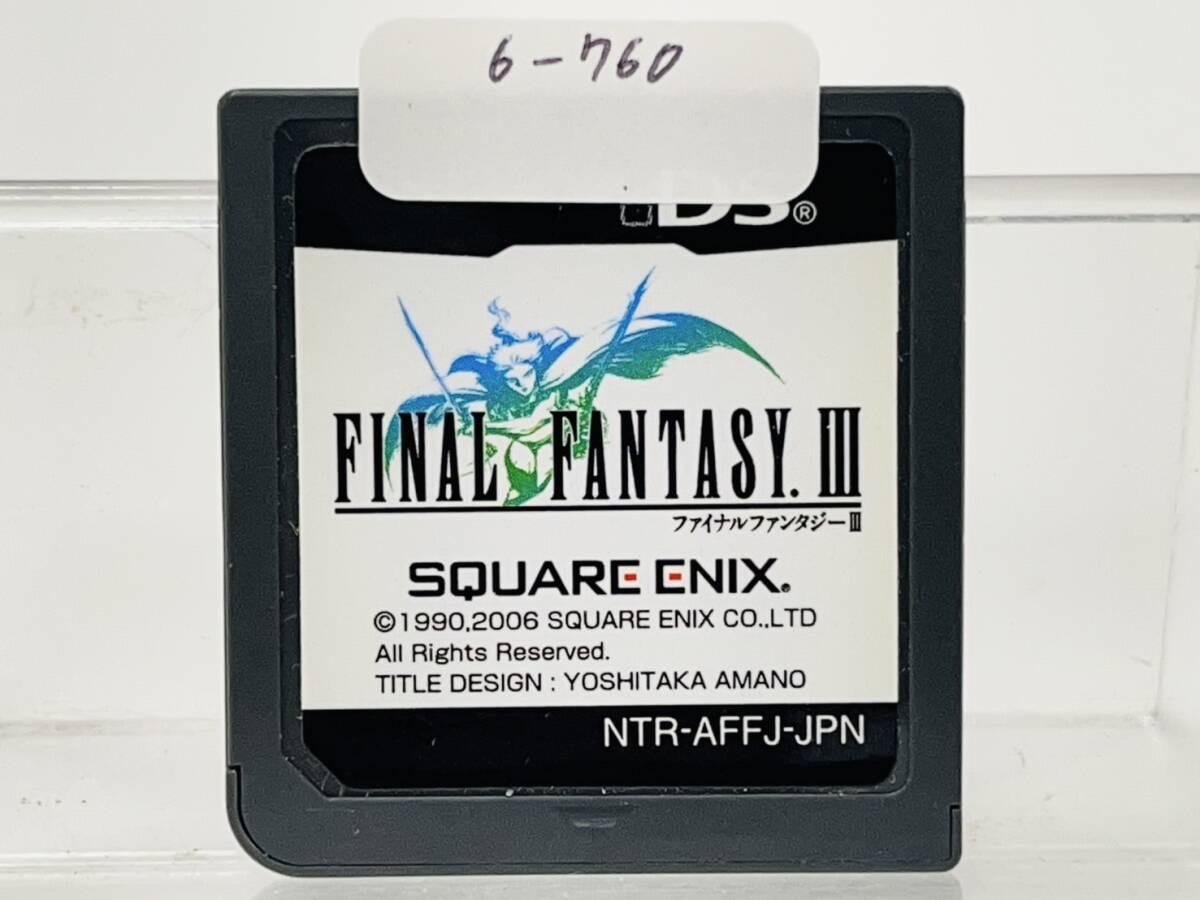 6-760
DS®
FINAL FANTASY. III
ファイナルファンタジーIII
SQUARE ENIX.
©1990,2006 SQUARE ENIX CO.,LTD
All Rights Reserved.
TITLE DESIGN : YOSHITAKA AMANO
NTR-AFFJ-JPN